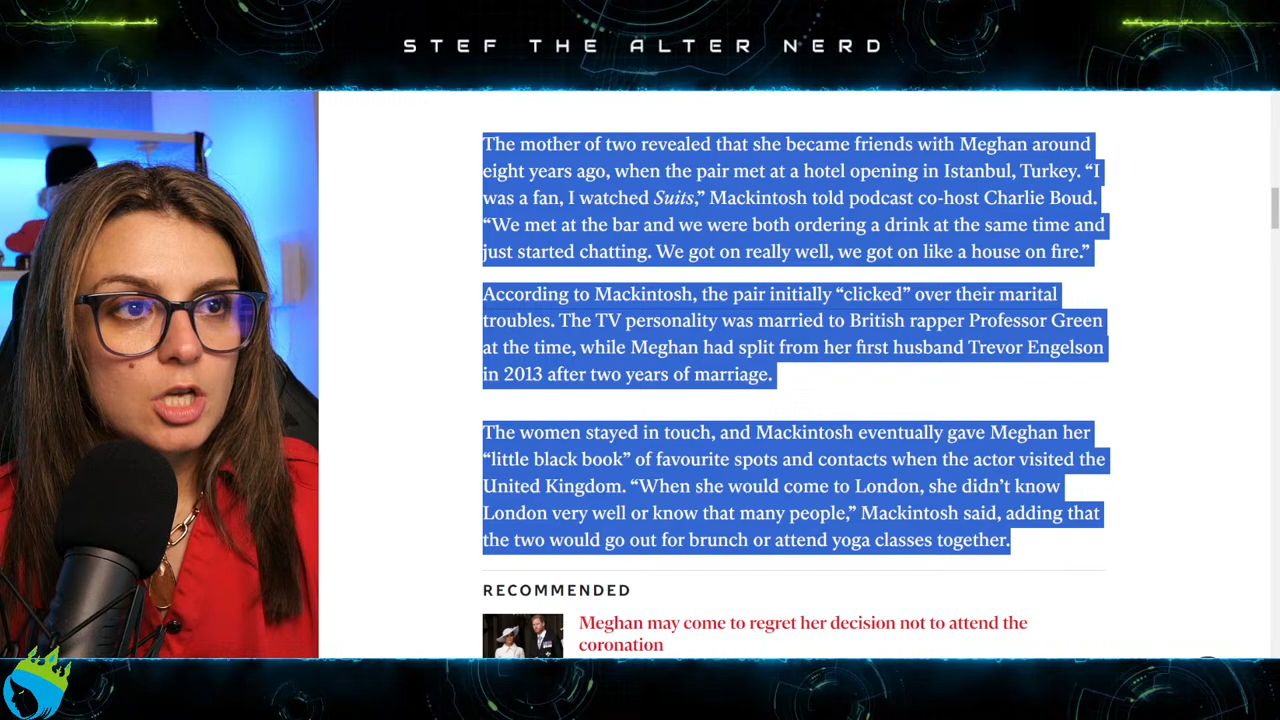 STEF THE ALTER NERD
The mother of two revealed that she became friends with Meghan around
eight years ago, when the pair met at a hotel opening in Istanbul, Turkey. “I
was a fan, I watched Suits,” Mackintosh told podcast co-host Charlie Boud.
“We met at the bar and we were both ordering a drink at the same time and
just started chatting. We got on really well, we got on like a house on fire.”
According to Mackintosh, the pair initially “clicked” over their marital
troubles. The TV personality was married to British rapper Professor Green
at the time, while Meghan had split from her first husband Trevor Engelson
in 2013 after two years of marriage.
The women stayed in touch, and Mackintosh eventually gave Meghan her
“little black book” of favourite spots and contacts when the actor visited the
United Kingdom. “When she would come to London, she didn’t know
London very well or know that many people,” Mackintosh said, adding that
the two would go out for brunch or attend yoga classes together.
RECOMMENDED
Meghan may come to regret her decision not to attend the
coronation